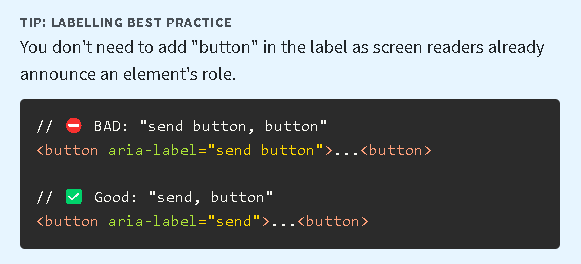 TIP: LABELLING BEST PRACTICE
You don't need to add "button" in the label as screen readers already
announce an element's role.
// ⛔ BAD: "send button, button"
<button aria-label="send button">...<button>
// ✅ Good: "send, button"
<button aria-label="send">...<button>